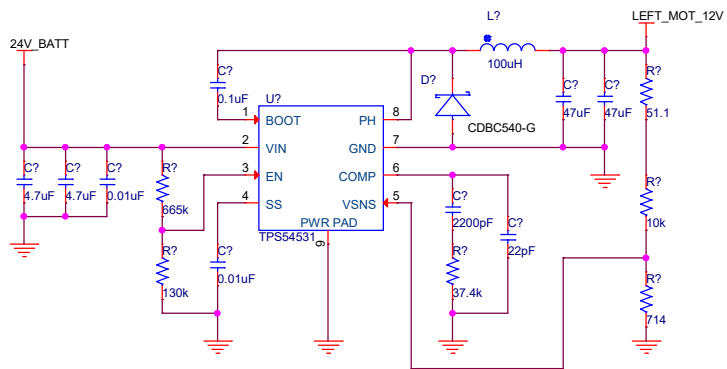 L?
LEFT_MOT_12V
24V_BATT
100uH
C?
0.1uF
D?
C?
47uF
C?
47uF
R?
51.1
U?
1
BOOT
PH
8
CDBC540-G
2
VIN
GND
7
3
EN
COMP
6
4
SS
VSNS
5
PWR PAD
TPS54531
9
C?
4.7uF
C?
4.7uF
C?
0.01uF
R?
665k
R?
130k
C?
0.01uF
C?
2200pF
C?
22pF
R?
37.4k
R?
10k
R?
714